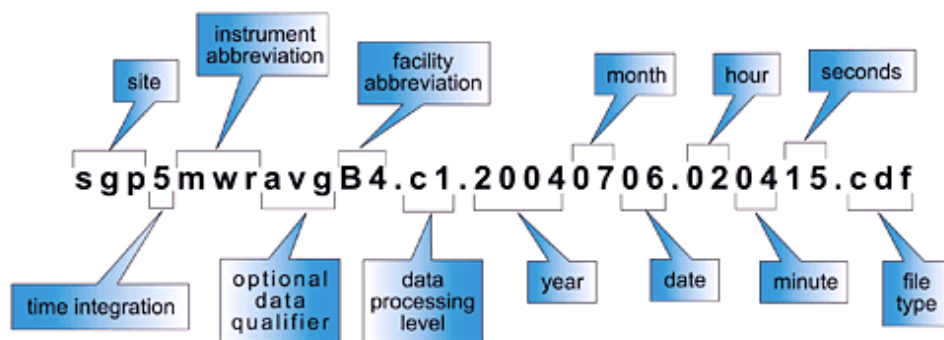 instrument
abbreviation
facility
abbreviation
site
month
hour
seconds
sgp5mwravgB4.c1.20040706.020415.cdf
time integration
optional
data
qualifier
data
processing
level
year
date
minute
file
type